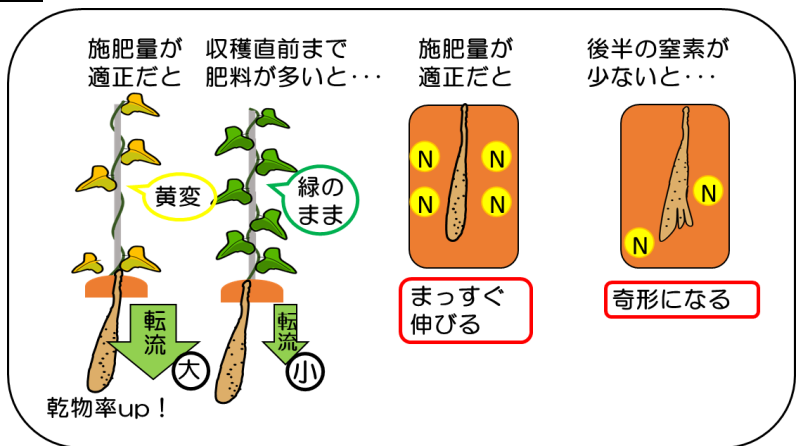 施肥量が
適正だと
黄変
転流
大
乾物率up！
収穫直前まで
肥料が多いと･･･
緑の
まま
転流
小
施肥量が
適正だと
N
N
N
N
まっすぐ
伸びる
後半の窒素が
少ないと･･･
N
N
奇形になる